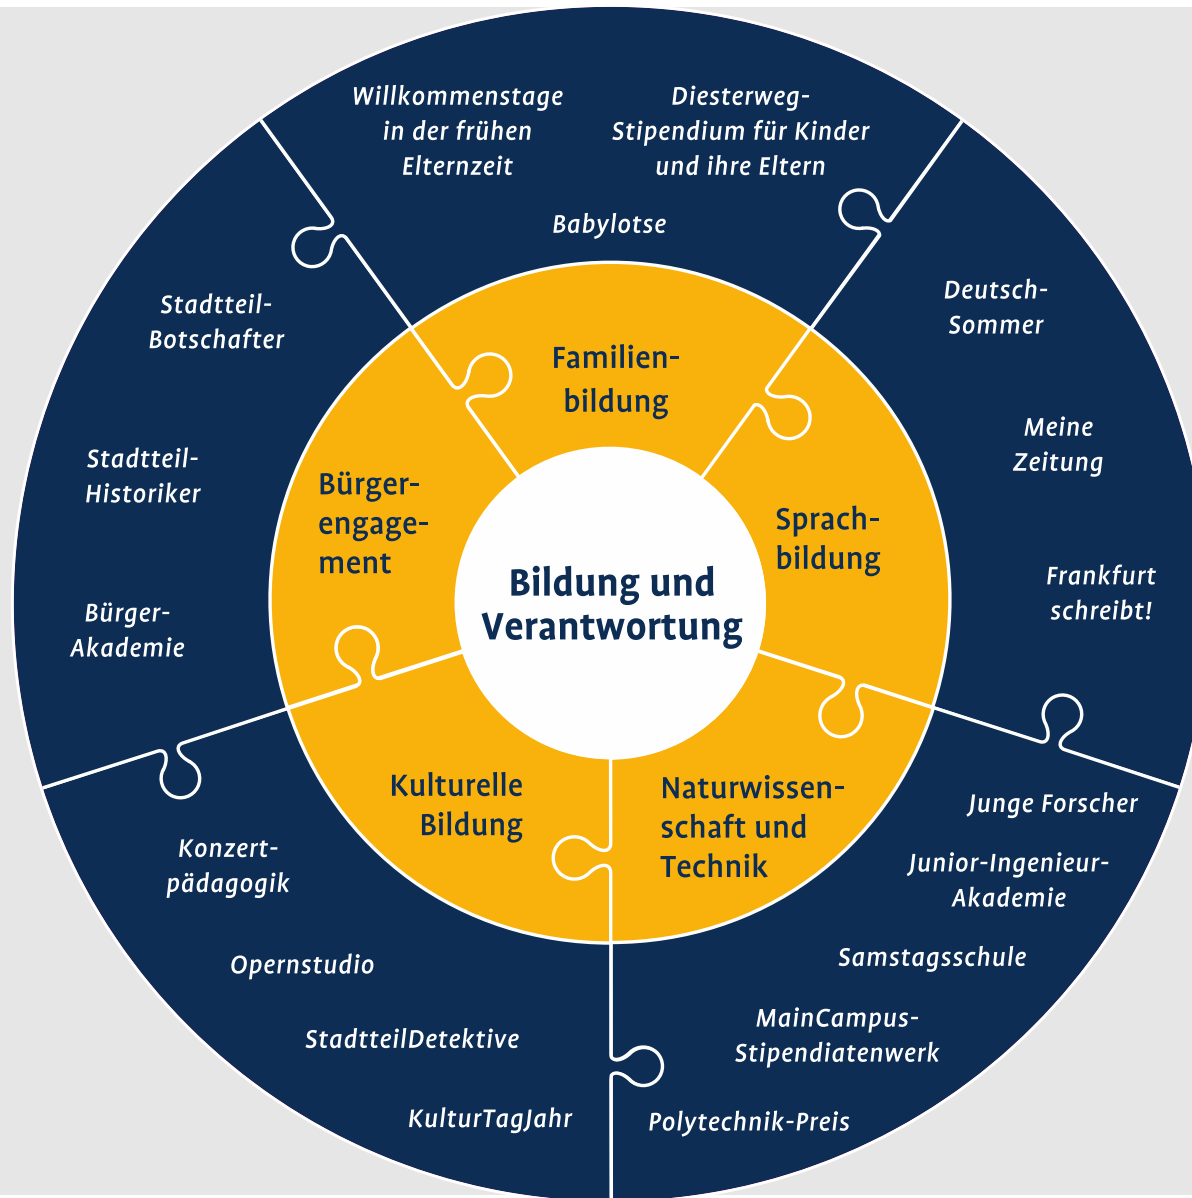 Willkommenstage
in der frühen
Elternzeit
Diesterweg-
Stipendium für Kinder
und ihre Eltern
Babylotse
Deutsch-
Sommer
Meine
Zeitung
Frankfurt
schreibt!
Junge Forscher
Junior-Ingenieur-
Akademie
Samstagsschule
MainCampus-
Stipendiatenwerk
Polytechnik-Preis
KulturTagJahr
StadtteilDetektive
Opernstudio
Konzert-
pädagogik
Bürger-
Akademie
Stadtteil-
Historiker
Stadtteil-
Botschafter
Familien-
bildung
Sprach-
bildung
Naturwissen-
schaft und
Technik
Kulturelle
Bildung
Bürger-
engage-
ment
Bildung und
Verantwortung